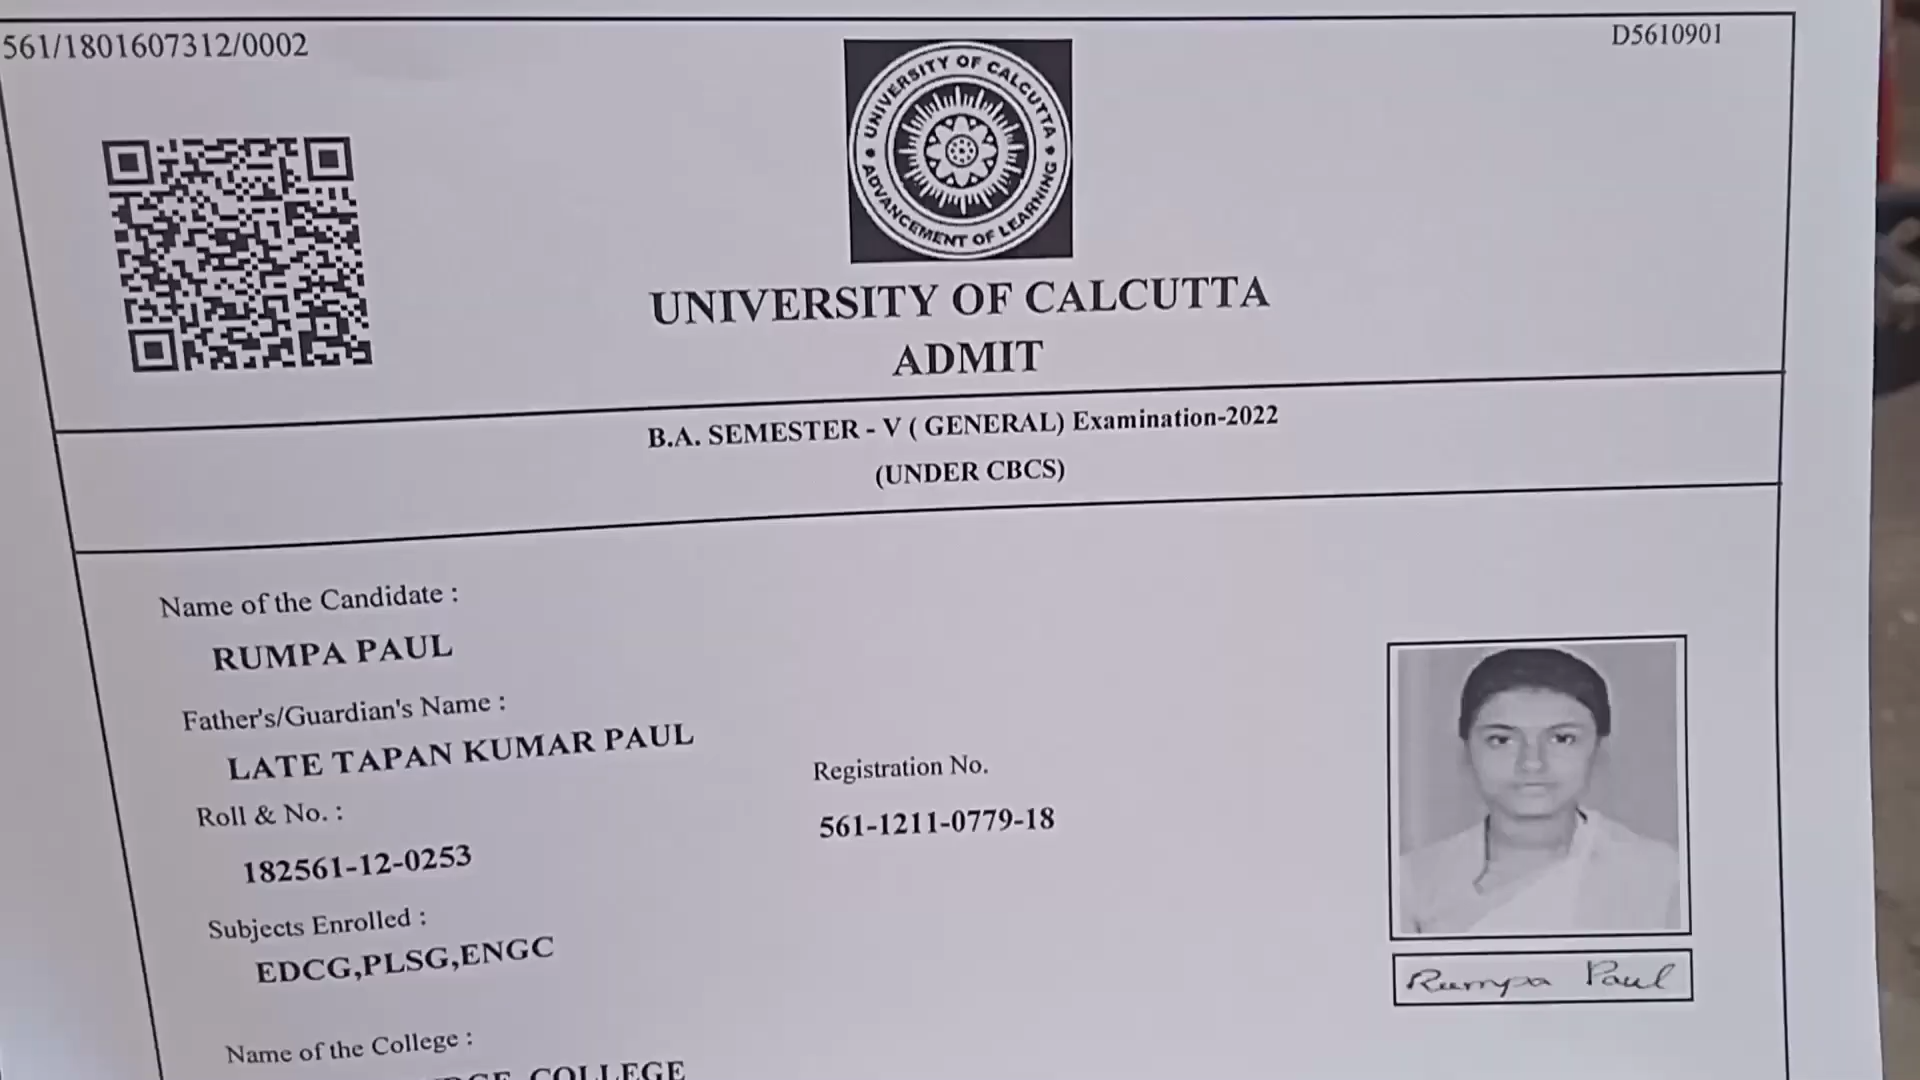 561/1801607312/0002
D5610901
UNIVERSITY OF CALCUTTA
ADVANCEMENT OF LEARNING
UNIVERSITY OF CALCUTTA
ADMIT
B.A. SEMESTER - V ( GENERAL) Examination-2022
(UNDER CBCS)
Name of the Candidate :
RUMPA PAUL
Father's/Guardian's Name :
LATE TAPAN KUMAR PAUL
Roll & No. :
182561-12-0253
Registration No.
561-1211-0779-18
Subjects Enrolled :
EDCG,PLSG,ENGC
Rumpa Paul
Name of the College :
COLLEGE